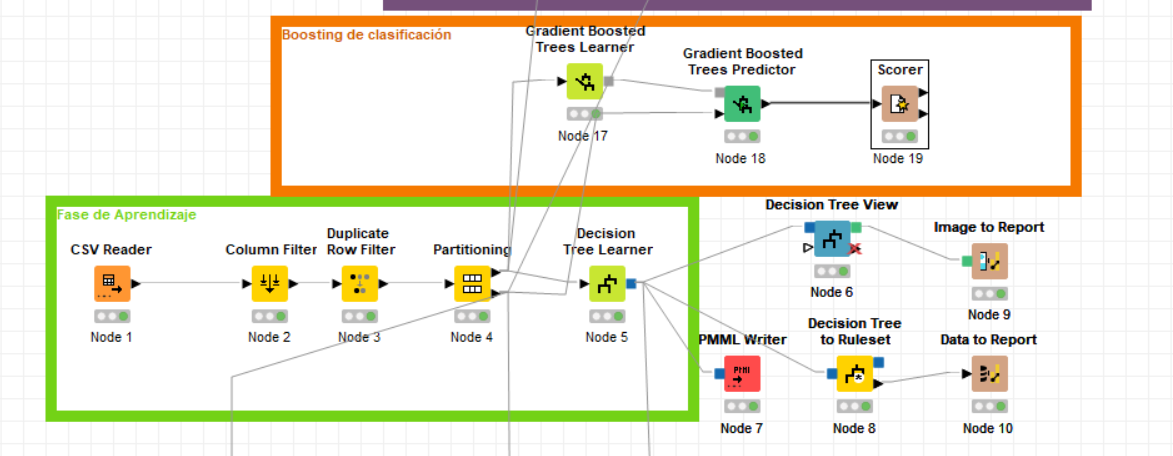 Boosting de clasificación
Gradient Boosted
Trees Learner
Node 17
Gradient Boosted
Trees Predictor
Node 18
Scorer
Node 19
Fase de Aprendizaje
CSV Reader
Node 1
Column Filter
Node 2
Duplicate
Row Filter
Node 3
Partitioning
Node 4
Decision
Tree Learner
Node 5
Decision Tree View
Node 6
Image to Report
Node 9
PMML Writer
PMML
Node 7
Decision Tree
to Ruleset
Node 8
Data to Report
Node 10